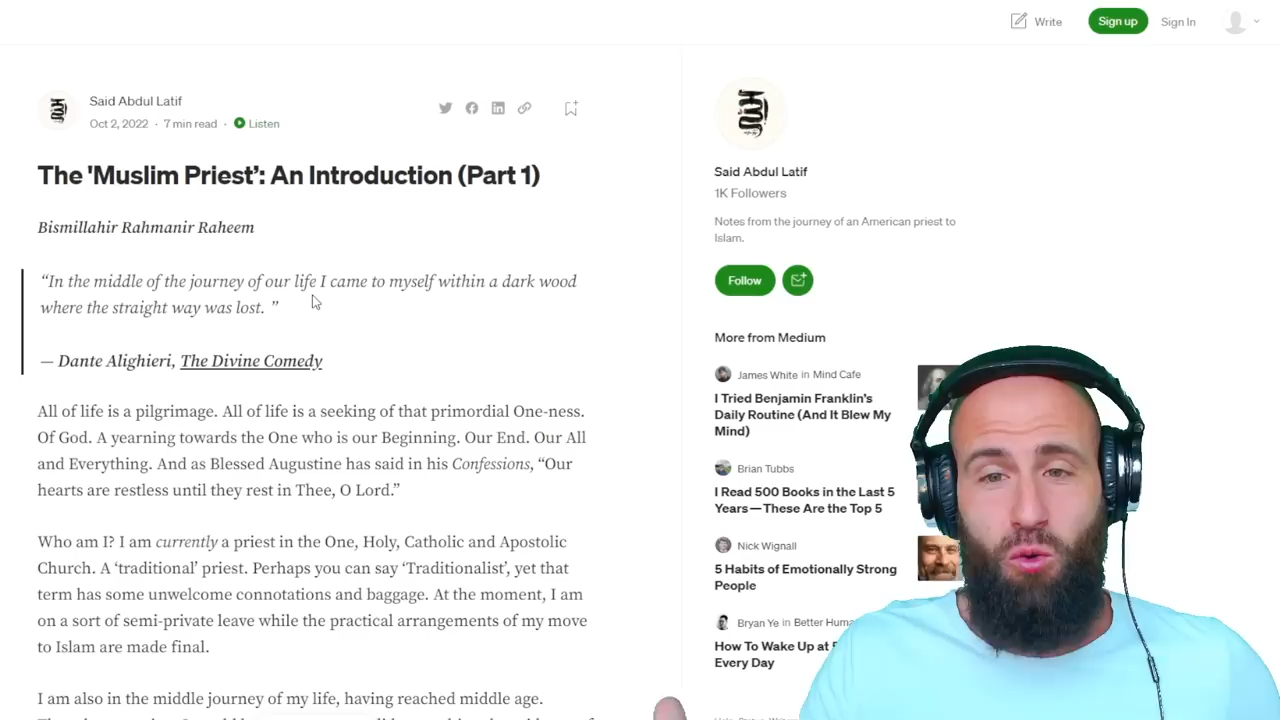 Write
Sign up
Sign In
Said Abdul Latif
Oct 2, 2022 · 7 min read · Listen
The 'Muslim Priest’: An Introduction (Part 1)
Bismillahir Rahmanir Raheem
“In the middle of the journey of our life I came to myself within a dark wood
where the straight way was lost. ”
— Dante Alighieri, The Divine Comedy
All of life is a pilgrimage. All of life is a seeking of that primordial One-ness.
Of God. A yearning towards the One who is our Beginning. Our End. Our All
and Everything. And as Blessed Augustine has said in his Confessions, “Our
hearts are restless until they rest in Thee, O Lord.”
Who am I? I am currently a priest in the One, Holy, Catholic and Apostolic
Church. A ‘traditional’ priest. Perhaps you can say ‘Traditionalist’, yet that
term has some unwelcome connotations and baggage. At the moment, I am
on a sort of semi-private leave while the practical arrangements of my move
to Islam are made final.
I am also in the middle journey of my life, having reached middle age.
Said Abdul Latif
1K Followers
Notes from the journey of an American priest to
Islam.
Follow
More from Medium
James White in Mind Cafe
I Tried Benjamin Franklin's
Daily Routine (And It Blew My
Mind)
Brian Tubbs
I Read 500 Books in the Last 5
Years—These Are the Top 5
Nick Wignall
5 Habits of Emotionally Strong
People
Bryan Ye in Better
How To Wake Up at
Every Day